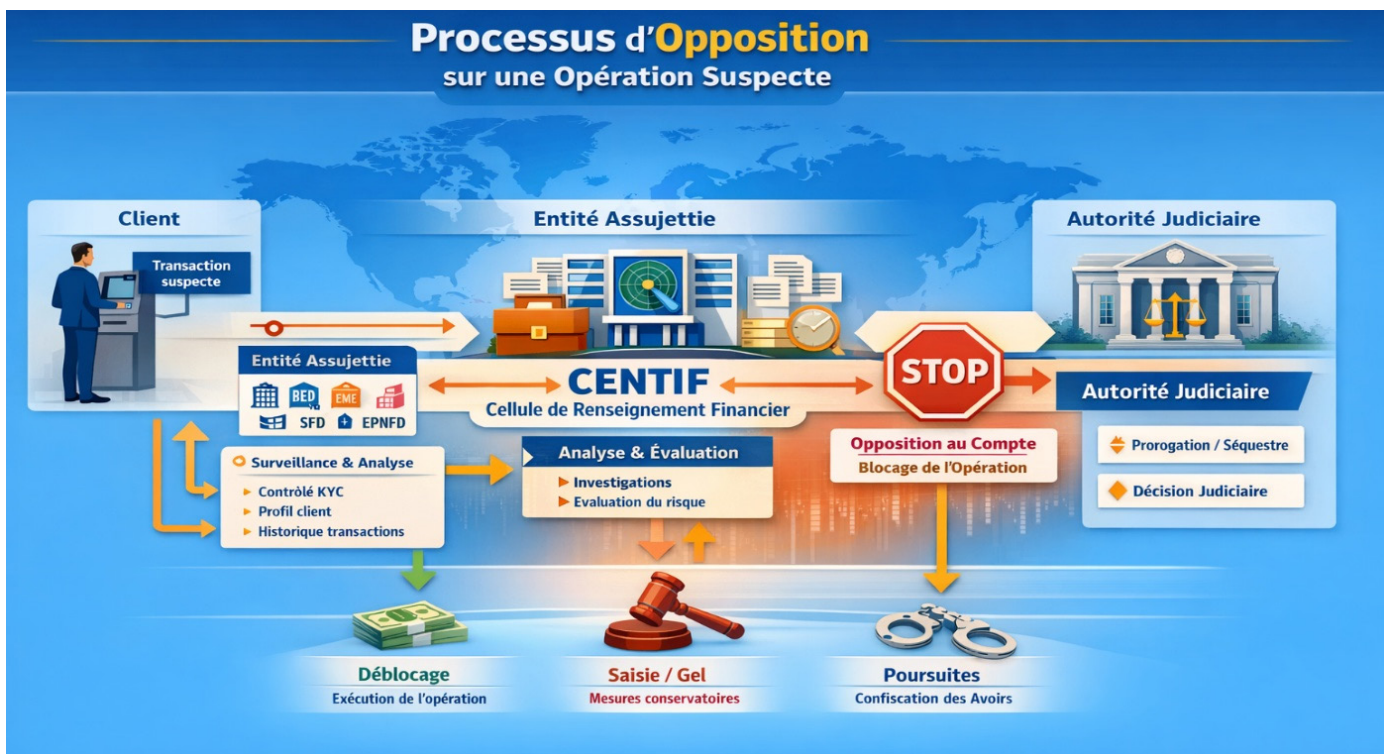 Processus d'Opposition
sur une Opération Suspecte
Client
Transaction
suspecte
Entité Assujettie
Autorité Judiciaire
Entité Assujettie
BED
EME
SFD
EPNFD
CENTIF
Cellule de Renseignement Financier
STOP
Autorité Judiciaire
Prorogation / Séquestre
Décision Judiciaire
Surveillance & Analyse
Contrôlé KYC
Profil client
Historique transactions
Analyse & Évaluation
Investigations
Evaluation du risque
Opposition au Compte
Blocage de l'Opération
Déblocage
Exécution de l'opération
Saisie / Gel
Mesures conservatoires
Poursuites
Confiscation des Avoirs